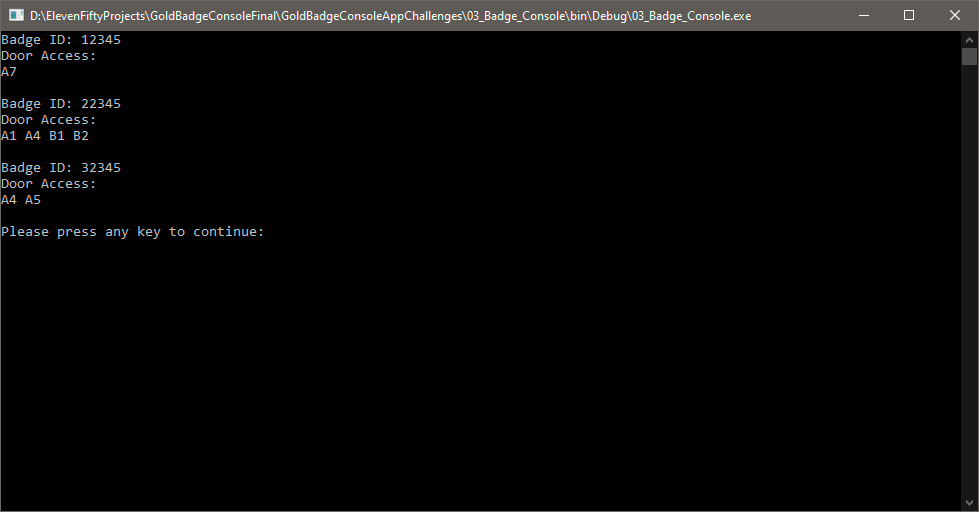 D:\ElevenFiftyProjects\GoldBadgeConsoleFinal\GoldBadgeConsoleAppChallenges\03_Badge_Console\bin\Debug\03_Badge_Console.exe
Badge ID: 12345
Door Access:
A7
Badge ID: 22345
Door Access:
A1 A4 B1 B2
Badge ID: 32345
Door Access:
A4 A5
Please press any key to continue: